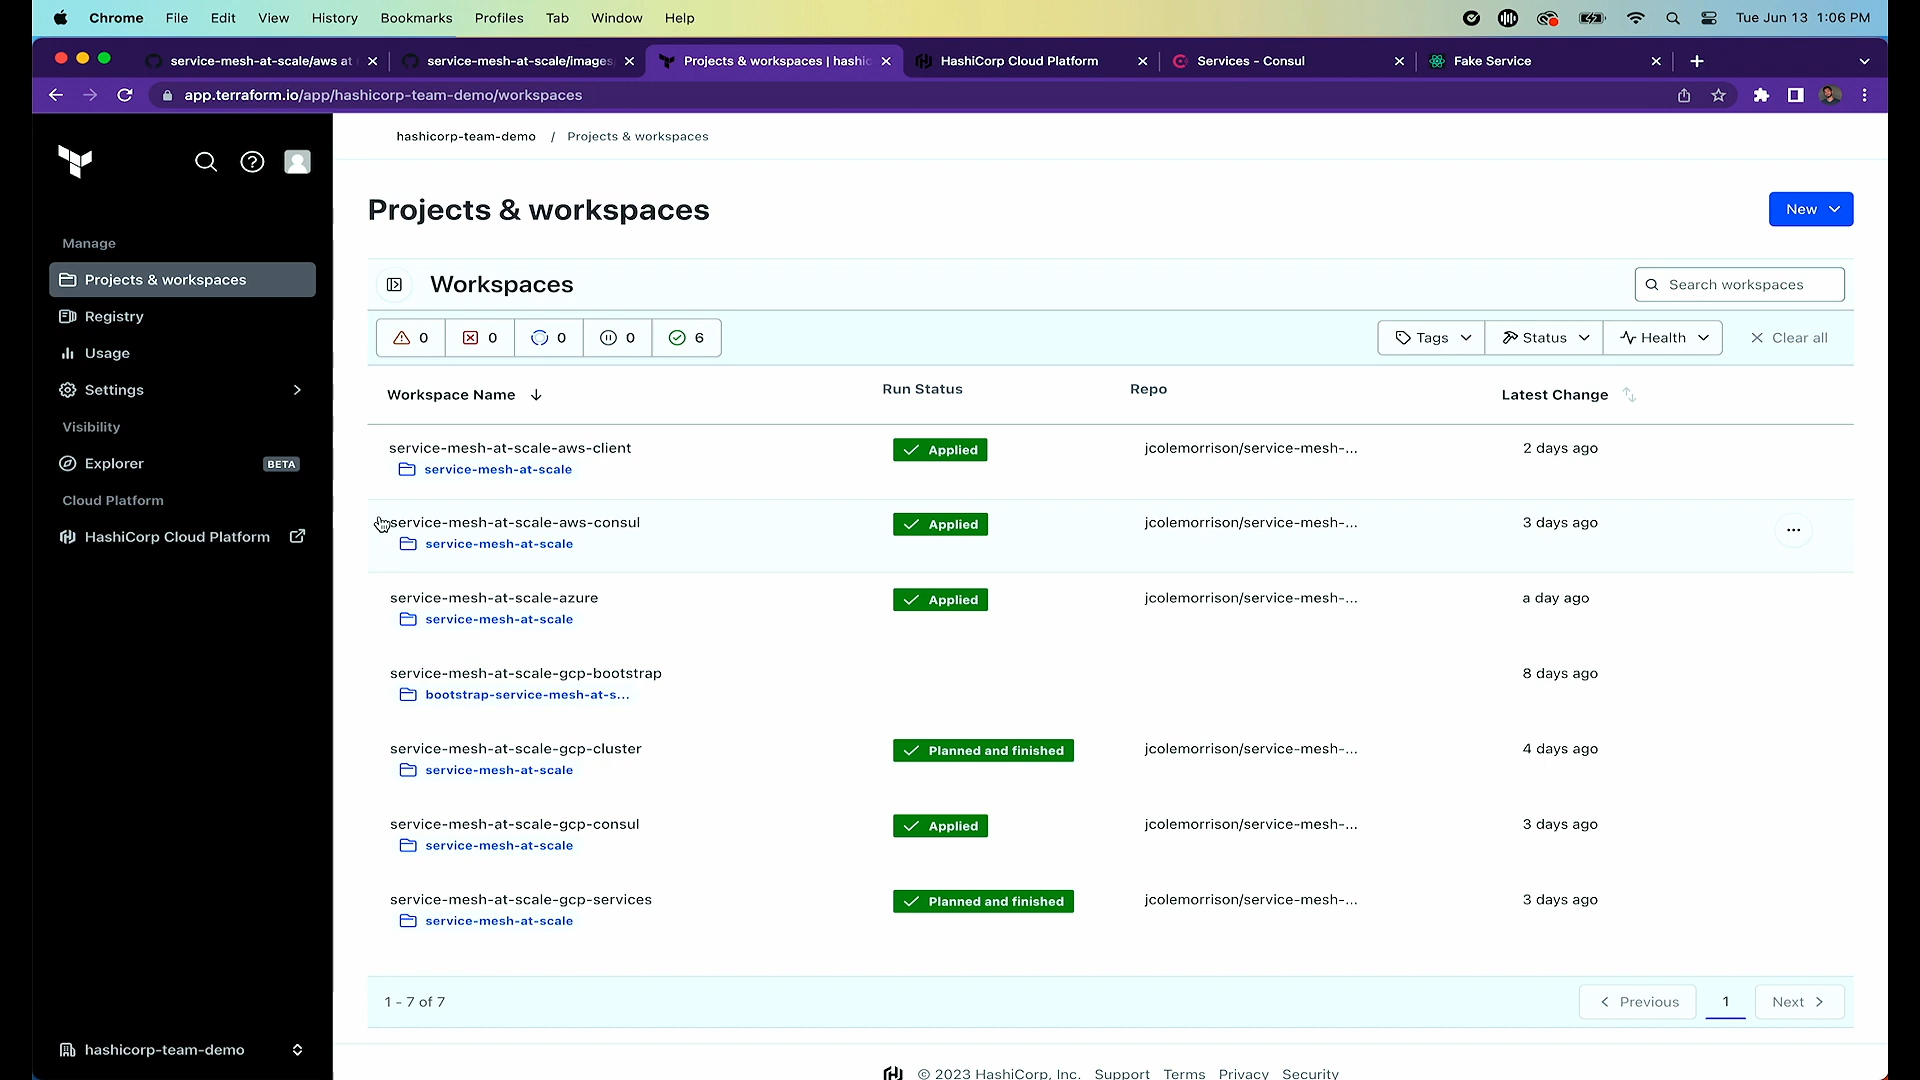 Chrome File Edit View History Bookmarks Profiles Tab Window Help Tue Jun 13 1:06 PM
service-mesh-at-scale/aws at service-mesh-at-scale/images Projects & workspaces | hashic HashiCorp Cloud Platform Services - Consul Fake Service
app.terraform.io/app/hashicorp-team-demo/workspaces
hashicorp-team-demo / Projects & workspaces
Projects & workspaces
New
Manage
Projects & workspaces
Registry
Usage
Settings
Visibility
Explorer BETA
Cloud Platform
HashiCorp Cloud Platform
hashicorp-team-demo
Workspaces
Search workspaces
0 0 0 0 6
Tags Status Health Clear all
Workspace Name Run Status Repo Latest Change
service-mesh-at-scale-aws-client Applied jcolemorrison/service-mesh-... 2 days ago
service-mesh-at-scale
service-mesh-at-scale-aws-consul Applied jcolemorrison/service-mesh-... 3 days ago
service-mesh-at-scale
service-mesh-at-scale-azure Applied jcolemorrison/service-mesh-... a day ago
service-mesh-at-scale
service-mesh-at-scale-gcp-bootstrap 8 days ago
bootstrap-service-mesh-at-s...
service-mesh-at-scale-gcp-cluster Planned and finished jcolemorrison/service-mesh-... 4 days ago
service-mesh-at-scale
service-mesh-at-scale-gcp-consul Applied jcolemorrison/service-mesh-... 3 days ago
service-mesh-at-scale
service-mesh-at-scale-gcp-services Planned and finished jcolemorrison/service-mesh-... 3 days ago
service-mesh-at-scale
1 - 7 of 7
Previous 1 Next
© 2023 HashiCorp, Inc. Support Terms Privacy Security